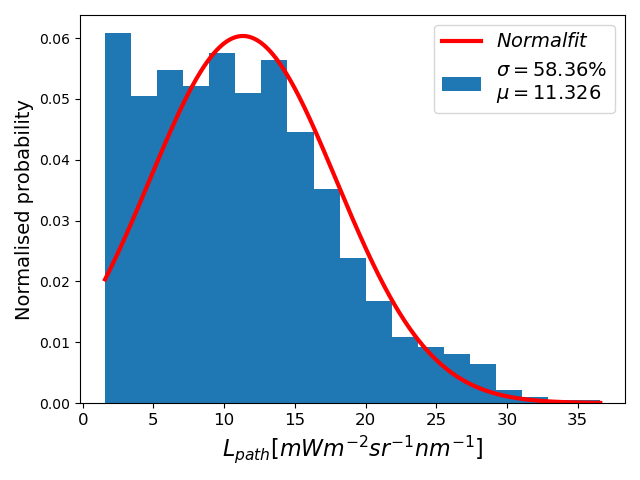 Normalfit
σ = 58.36%
μ = 11.326
Normalised probability
0.06
0.05
0.04
0.03
0.02
0.01
0.00
0 5 10 15 20 25 30 35
L_path[mWm⁻²sr⁻¹nm⁻¹]